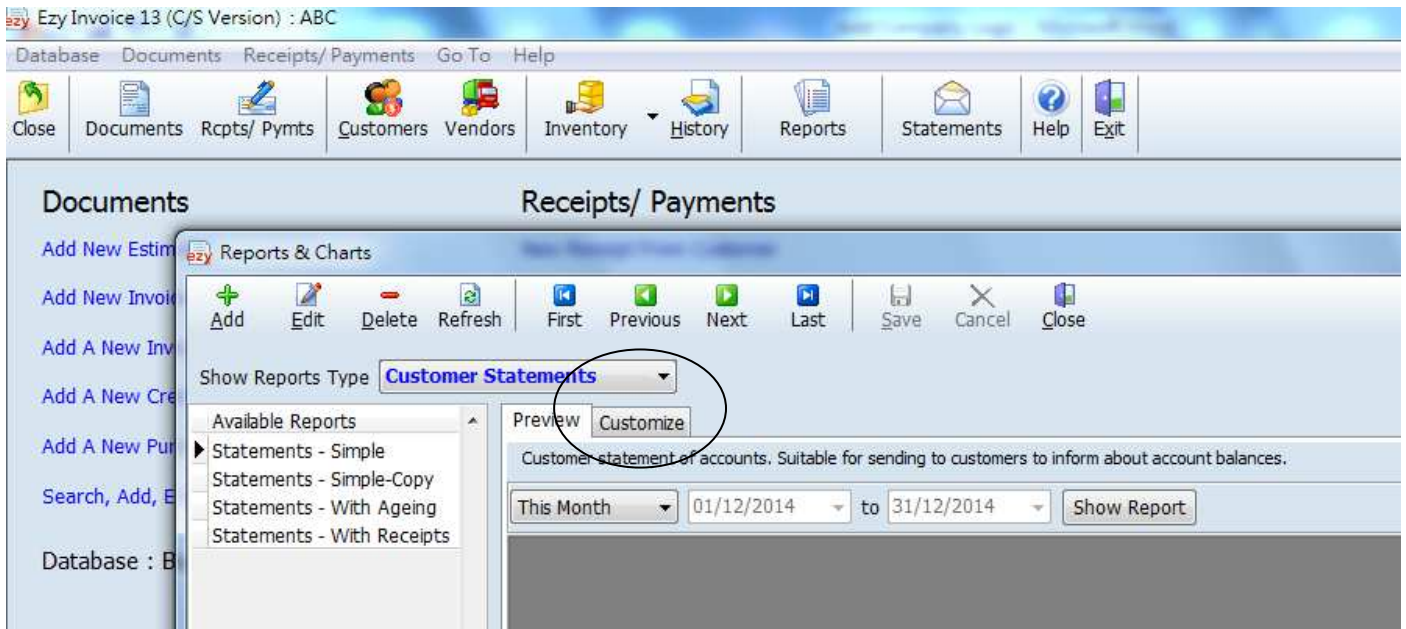 ezy Ezy Invoice 13 (C/S Version) : ABC
Database Documents Receipts/ Payments Go To Help
Close Documents Rcpts/ Pymts Customers Vendors Inventory History Reports Statements Help Exit
Documents Receipts/ Payments
Add New Estim
ezy Reports & Charts
Add New Invoi
Add Edit Delete Refresh First Previous Next Last Save Cancel Close
Add A New Inv
Show Reports Type Customer Statements
Add A New Cre
Available Reports Preview Customize
Add A New Pur
Statements - Simple
Customer statement of accounts. Suitable for sending to customers to inform about account balances.
Statements - Simple-Copy
Search, Add, E
Statements - With Ageing
This Month 01/12/2014 to 31/12/2014 Show Report
Statements - With Receipts
Database : B